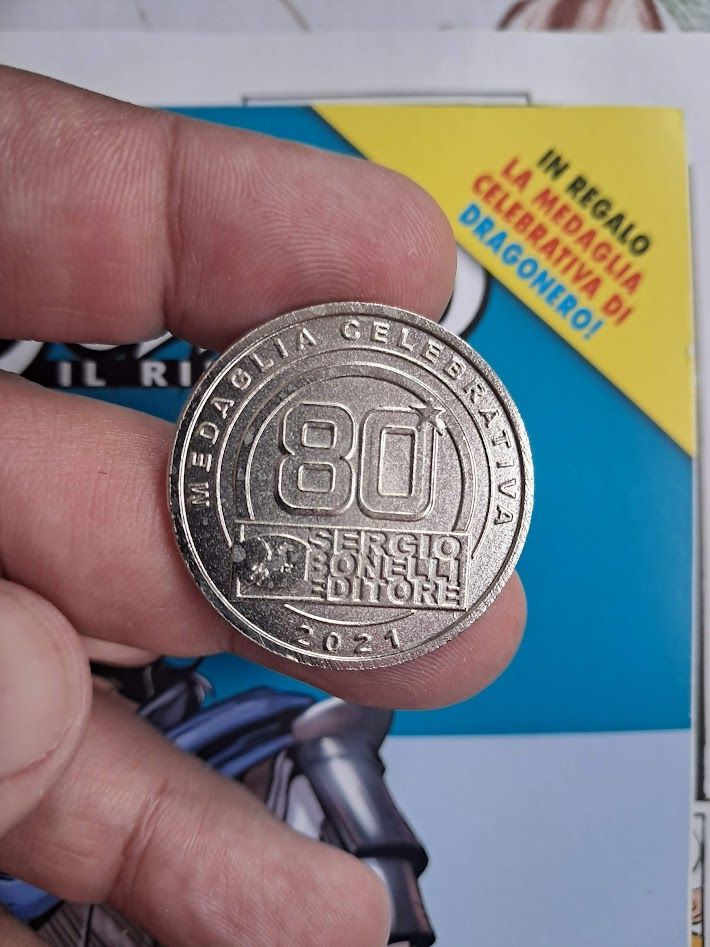 IN REGALO
LA MEDAGLIA
CELEBRATIVA DI
DRAGONERO!
IL RI
MEDAGLIA CELEBRATIVA
80
SERGIO
BONELLI
EDITORE
2021